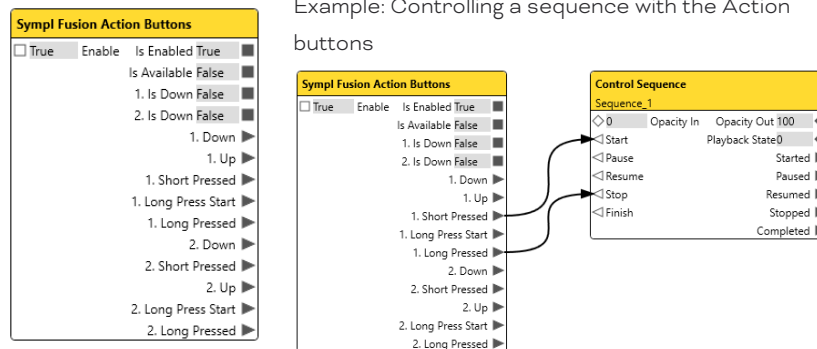 Sympl Fusion Action Buttons
True Enable Is Enabled True
Is Available False
1. Is Down False
2. Is Down False
1. Down
1. Up
1. Short Pressed
1. Long Press Start
1. Long Pressed
2. Down
2. Short Pressed
2. Up
2. Long Press Start
2. Long Pressed
Example: Controlling a sequence with the Action
buttons
Sympl Fusion Action Buttons
True Enable Is Enabled True
Is Available False
1. Is Down False
2. Is Down False
1. Down
1. Up
1. Short Pressed
1. Long Press Start
1. Long Pressed
2. Down
2. Short Pressed
2. Up
2. Long Press Start
2. Long Pressed
Control Sequence
Sequence_1
0 Opacity In Opacity Out 100
Start Playback State 0
Pause Started
Resume Paused
Stop Resumed
Finish Stopped
Completed